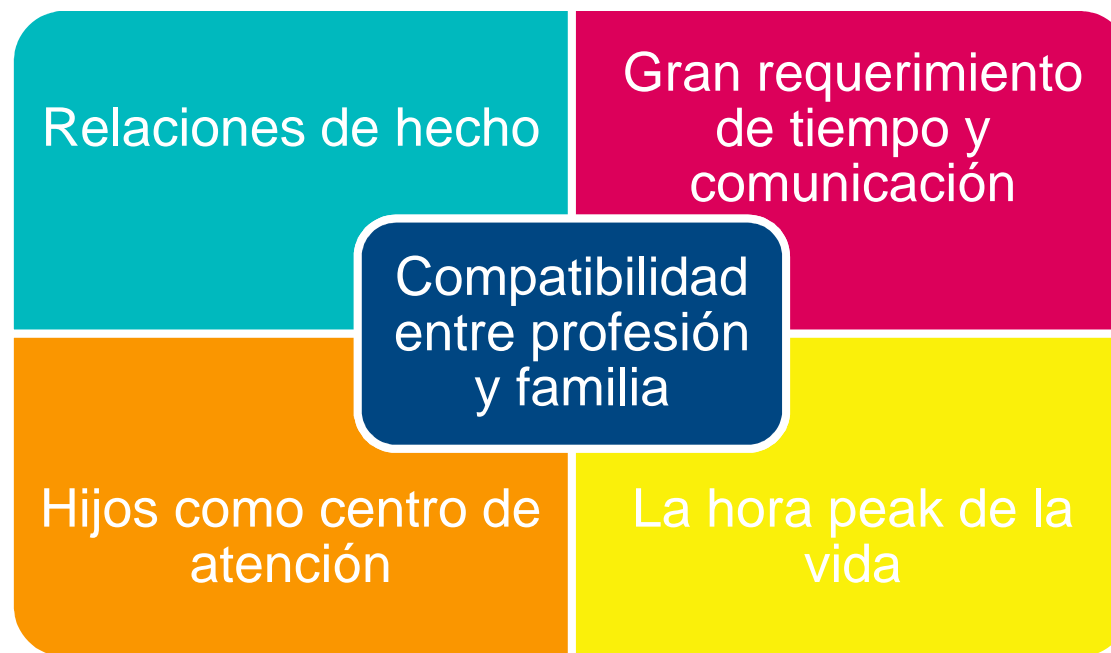 Relaciones de hecho
Gran requerimiento
de tiempo y
comunicación
Compatibilidad
entre profesión
y familia
Hijos como centro de
atención
La hora peak de la
vida